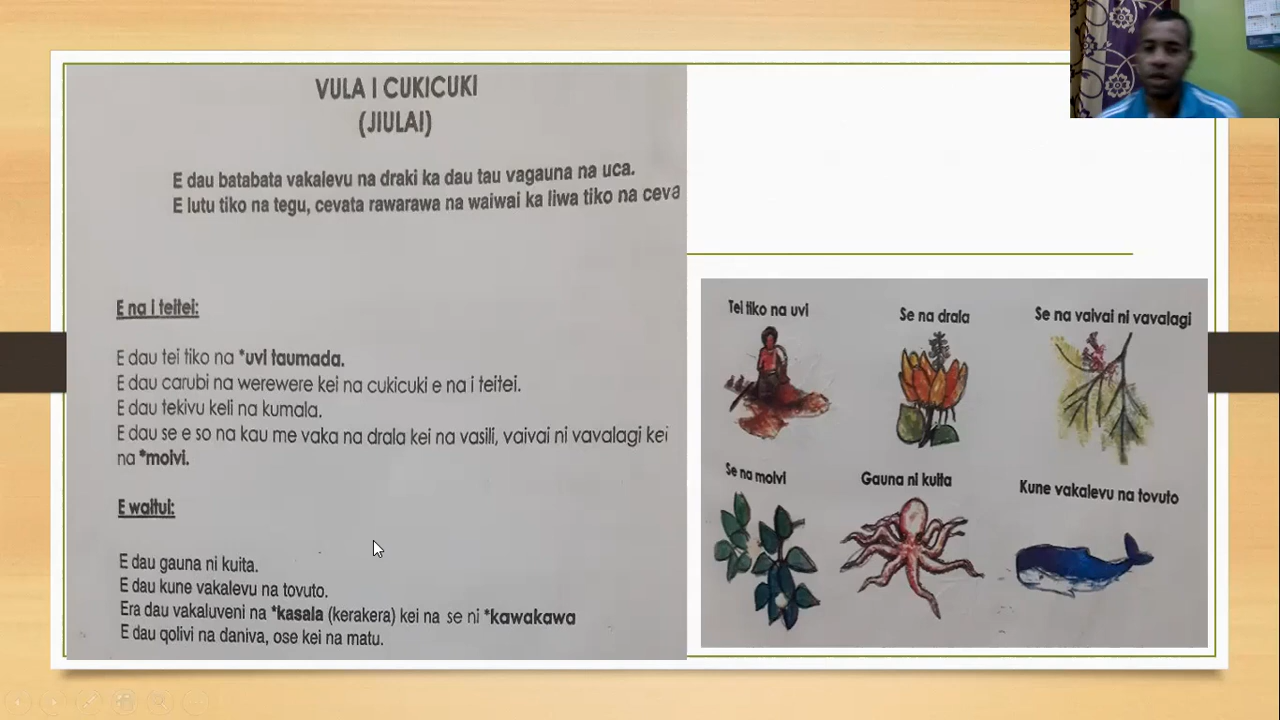 VULA I CUKICUKI
(JIULAI)
E dau batabata vakalevu na draki ka dau tau vagauna na uca.
E lutu tiko na tegu, cevata rawarawa na waiwai ka liwa tiko na ceva
E na i teitei:
E dau tei tiko na *uvi taumada.
E dau carubi na werewere kei na cukicuki e na i teitei.
E dau tekivu keli na kumala.
E dau se e so na kau me vaka na drala kei na vasili, vaivai ni vavalagi kei
na *moivi.
E waitui:
E dau gauna ni kuita.
E dau kune vakalevu na tovuto.
Era dau vakaluveni na *kasala (kerakera) kei na se ni *kawakawa
E dau qolivi na daniva, ose kei na matu.
Tei tiko na uvi
Se na drala
Se na vaivai ni vavalagi
Se na moivi
Gauna ni kuita
Kune vakalevu na tovuto